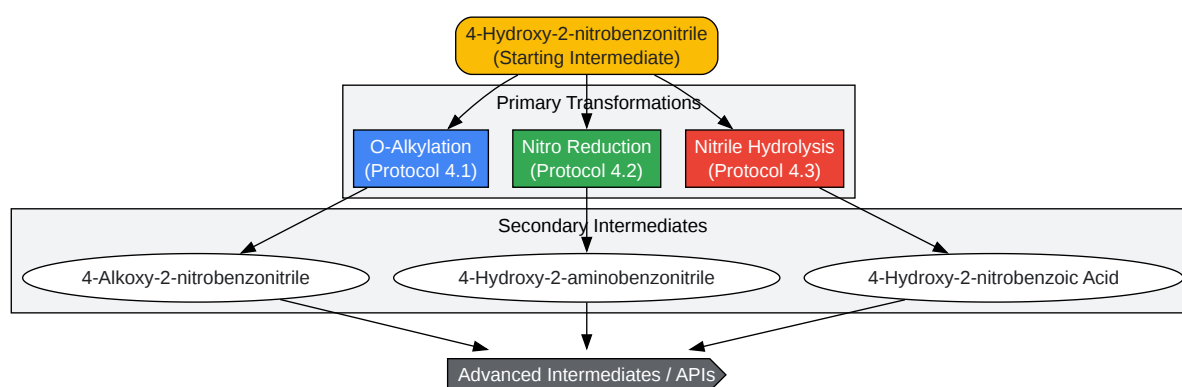 4-Hydroxy-2-nitrobenzonitrile
(Starting Intermediate)
Primary Transformations
O-Alkylation
(Protocol 4.1)
Nitro Reduction
(Protocol 4.2)
Nitrile Hydrolysis
(Protocol 4.3)
Secondary Intermediates
4-Alkoxy-2-nitrobenzonitrile
4-Hydroxy-2-aminobenzonitrile
4-Hydroxy-2-nitrobenzoic Acid
Advanced Intermediates / APIs